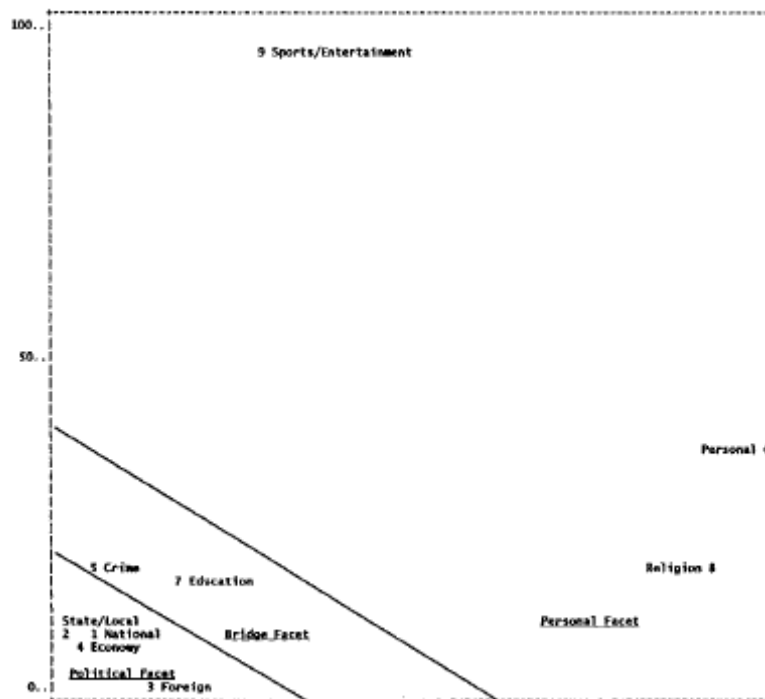 100..
9 Sports/Entertainment
50..
Personal
5 Crime
Religion 8
7 Education
State/Local
Personal Facet
2 1 National
Bridge Facet
4 Economy
Political Facet
0..
3 Foreign